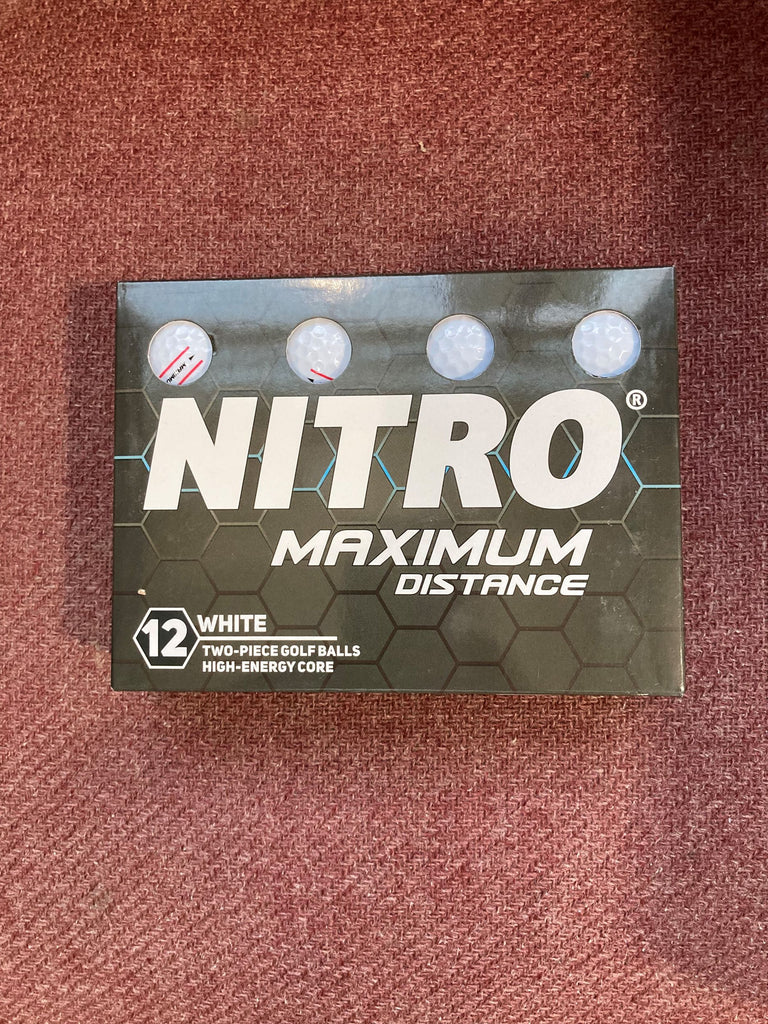 NITRO®
MAXIMUM
DISTANCE
12 WHITE
TWO-PIECE GOLF BALLS
HIGH-ENERGY CORE